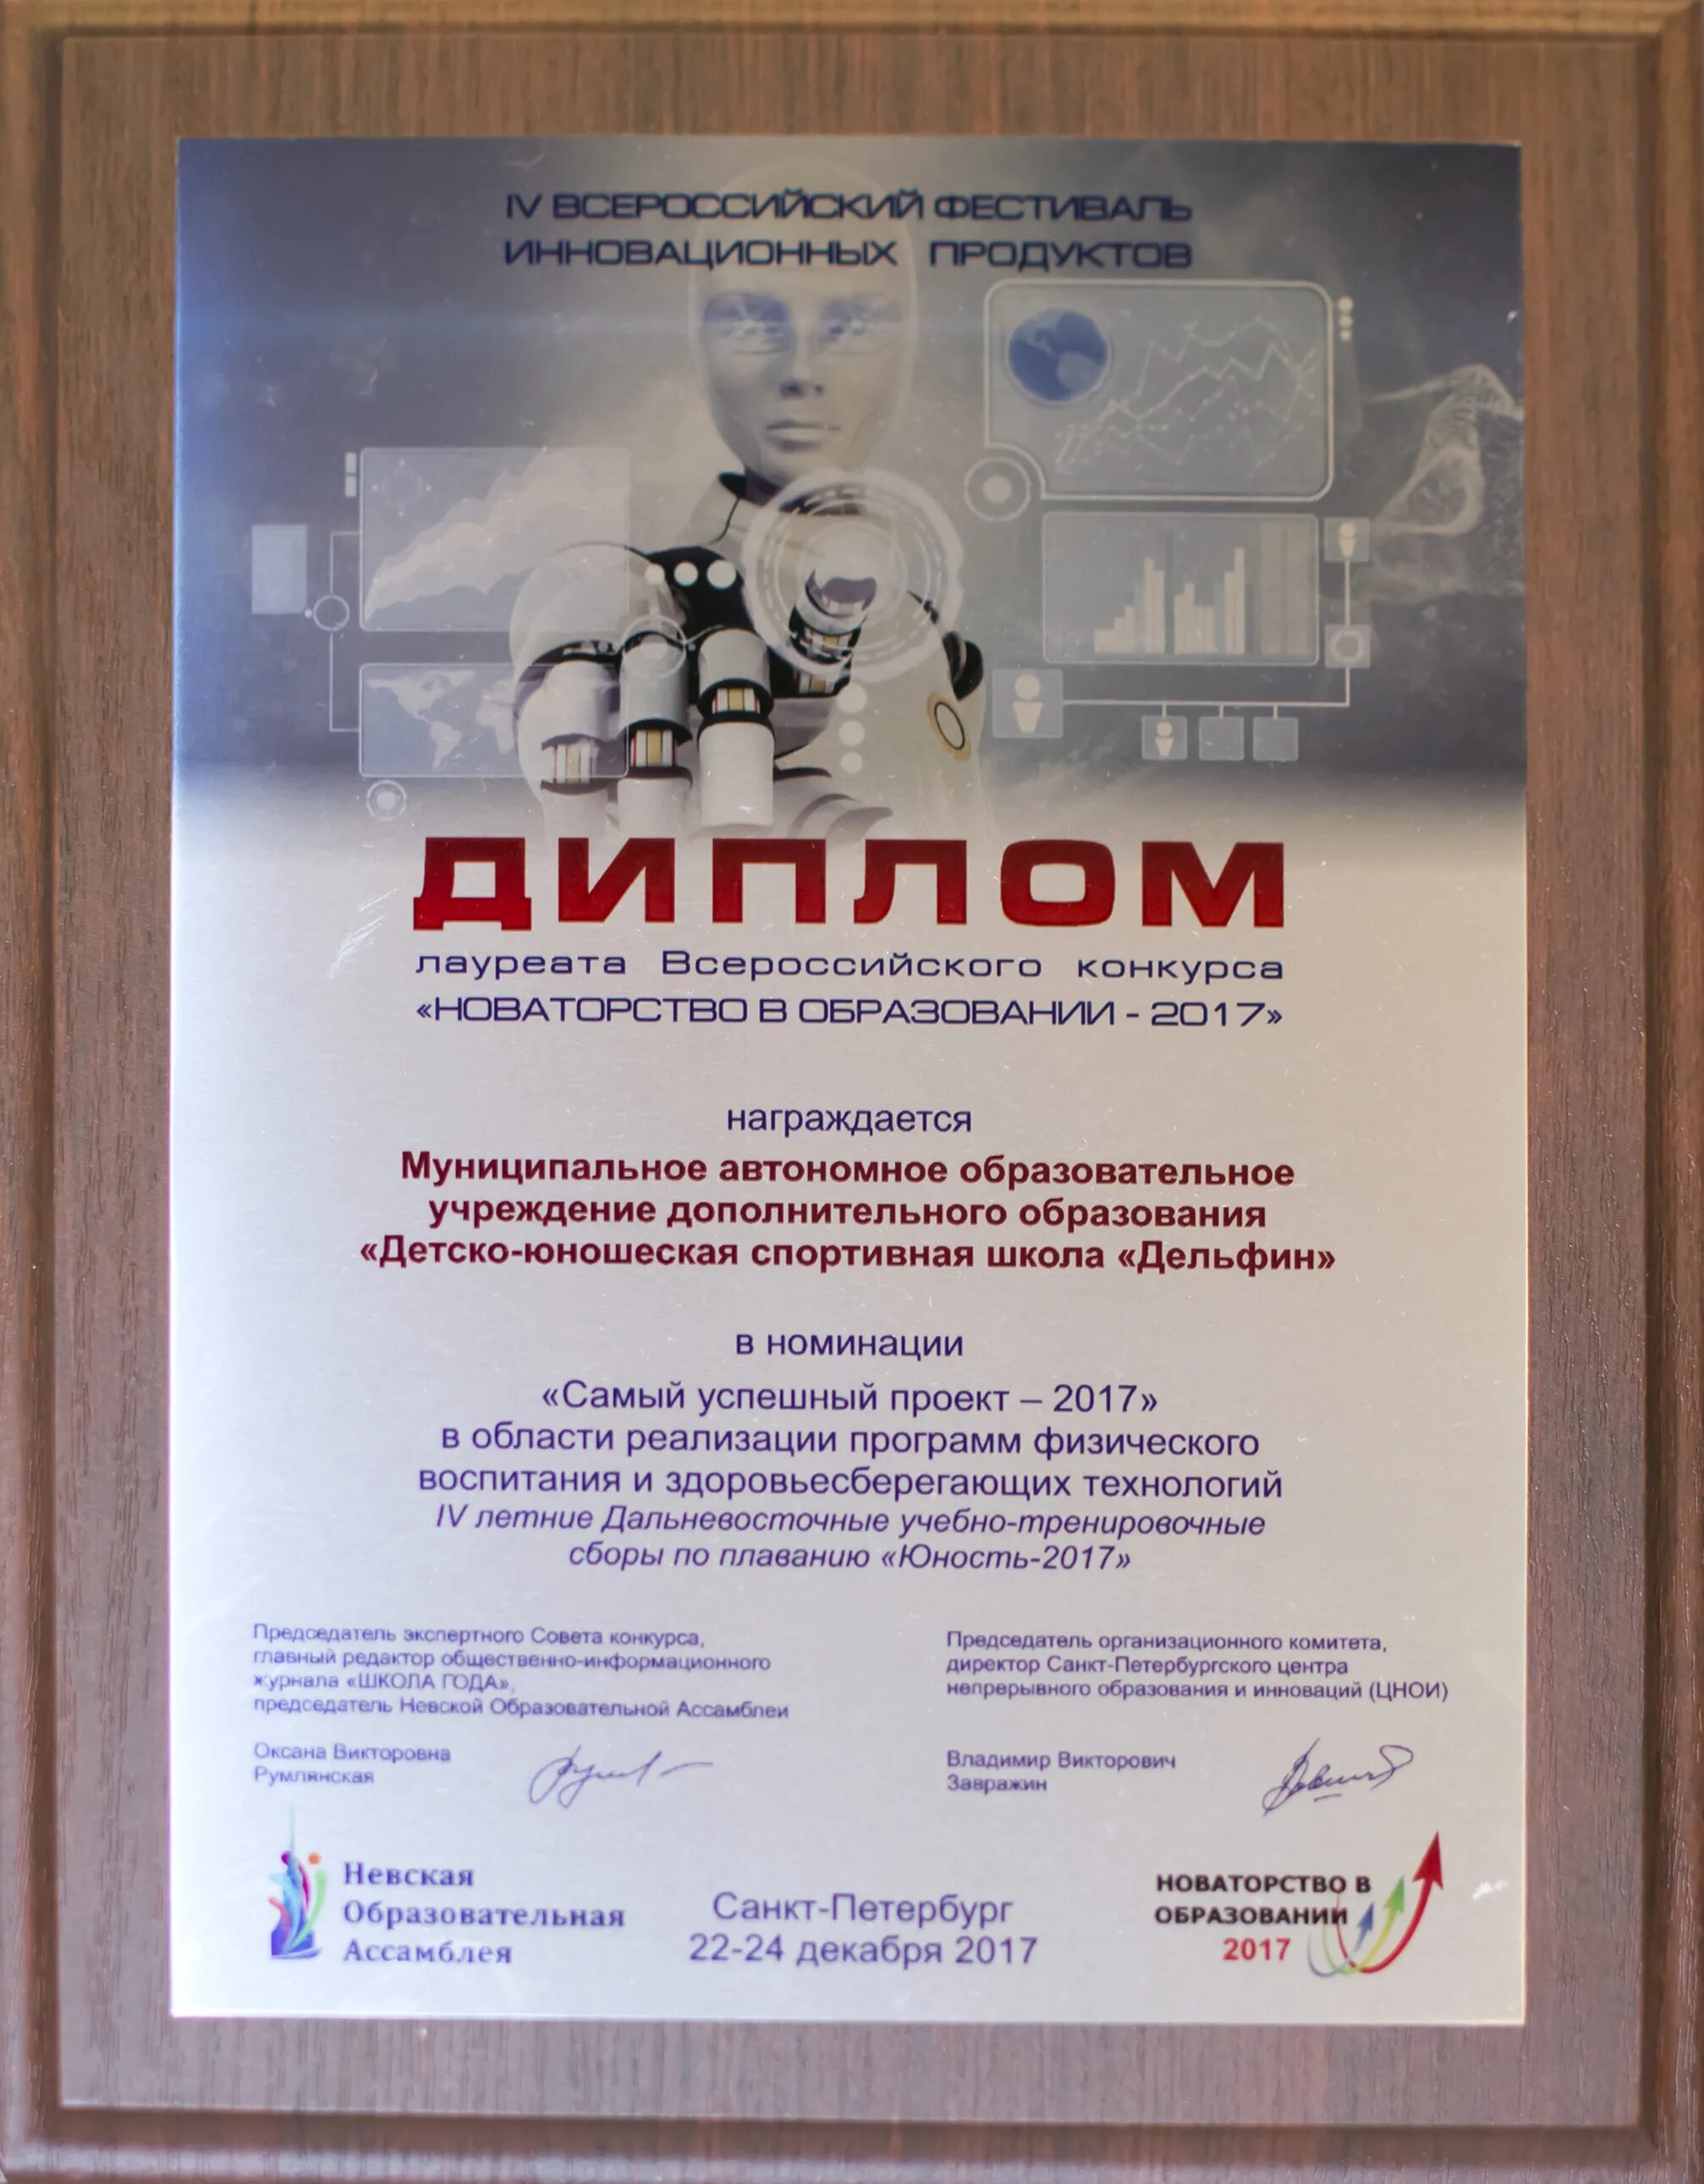 IV ВСЕРОССИЙСКИЙ ФЕСТИВАЛЬ
ИННОВАЦИОННЫХ ПРОДУКТОВ
ДИПЛОМ
лауреата Всероссийского конкурса
«НОВАТОРСТВО В ОБРАЗОВАНИИ - 2017»
награждается
Муниципальное автономное образовательное
учреждение дополнительного образования
«Детско-юношеская спортивная школа «Дельфин»
в номинации
«Самый успешный проект – 2017»
в области реализации программ физического
воспитания и здоровьесберегающих технологий
IV летние Дальневосточные учебно-тренировочные
сборы по плаванию «Юность-2017»
Председатель экспертного Совета конкурса,
главный редактор общественно-информационного
журнала «ШКОЛА ГОДА»,
председатель Невской Образовательной Ассамблеи
Оксана Викторовна
Румлянская
Председатель организационного комитета,
директор Санкт-Петербургского центра
непрерывного образования и инноваций (ЦНОИ)
Владимир Викторович
Завражин
Невская
Образовательная
Ассамблея
Санкт-Петербург
22-24 декабря 2017
НОВАТОРСТВО В
ОБРАЗОВАНИИ
2017